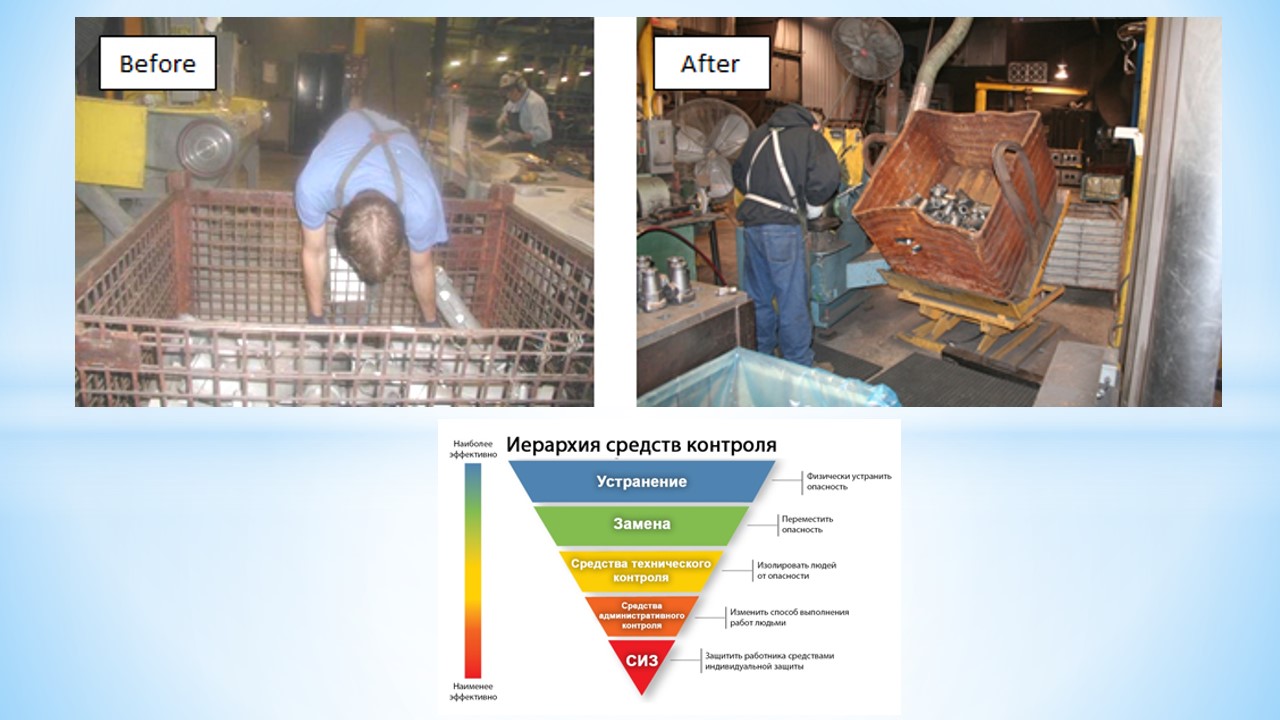 Before
After
Иерархия средств контроля
Наиболее
эффективно
Устранение
Физически устранить
опасность
Замена
Переместить
опасность
Средства технического
контроля
Изолировать людей
от опасности
Средства
административного
контроля
Изменить способ выполнения
работ людьми
СИЗ
Защитить работника средствами
индивидуальной защиты
Наименее
эффективно